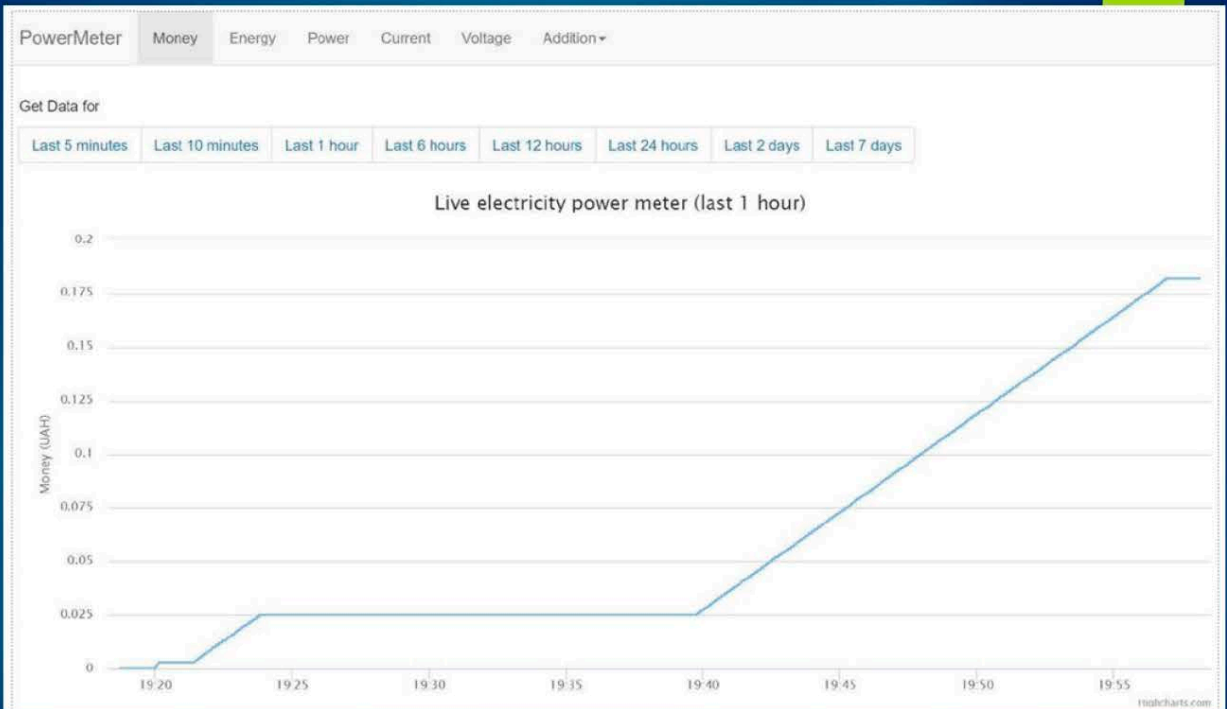 PowerMeter Money Energy Power Current Voltage Addition
Get Data for
Last 5 minutes Last 10 minutes Last 1 hour Last 6 hours Last 12 hours Last 24 hours Last 2 days Last 7 days
Live electricity power meter (last 1 hour)
Money (UAH)
0.2
0.175
0.15
0.125
0.1
0.075
0.05
0.025
0
19:20 19:25 19:30 19:35 19:40 19:45 19:50 19:55
Highcharts.com